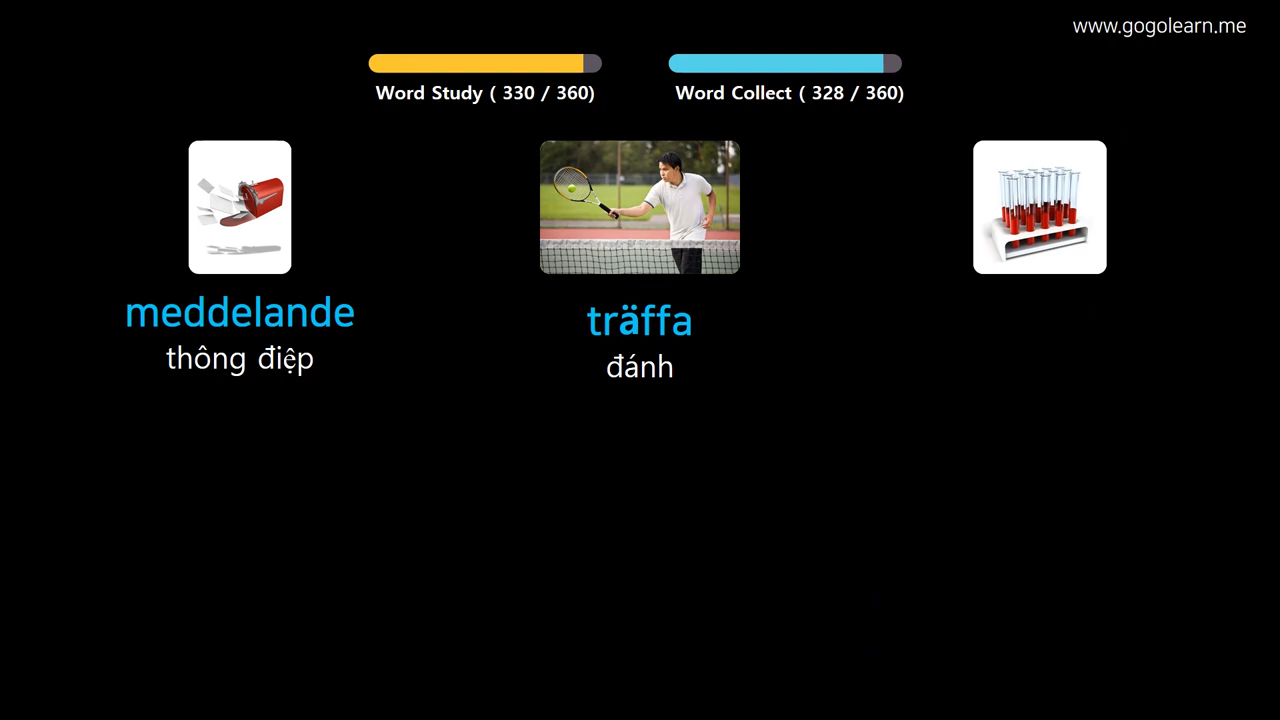 www.gogolearn.me
Word Study ( 330 / 360)
Word Collect ( 328 / 360)
meddelande
thông điệp
träffa
đánh